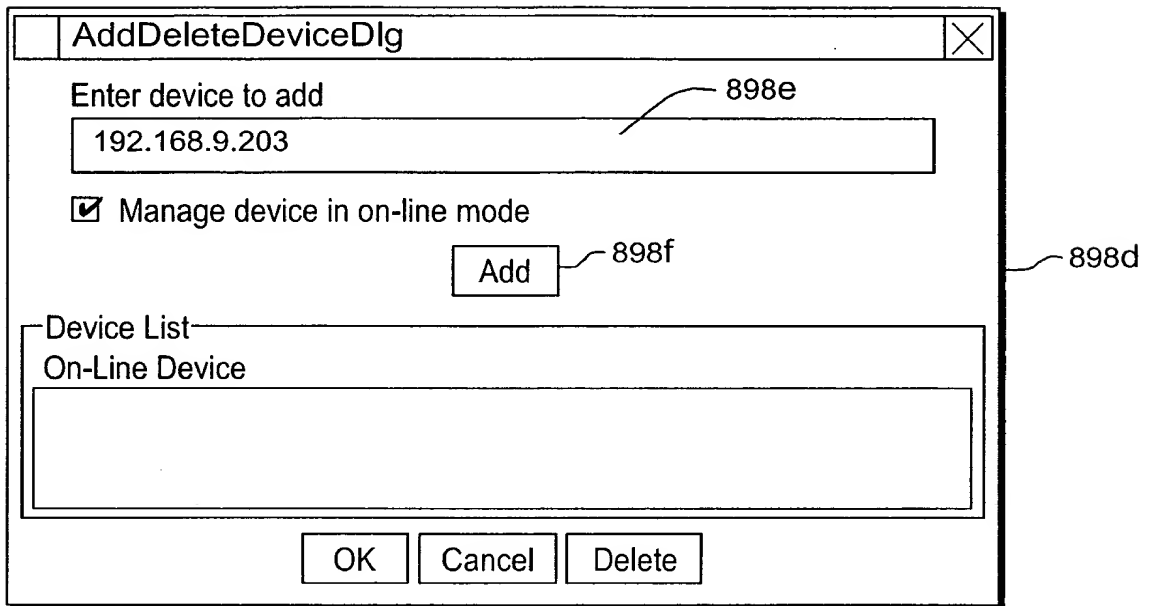 AddDeleteDeviceDlg
Enter device to add
898e
192.168.9.203
Manage device in on-line mode
Add
898f
898d
Device List
On-Line Device
OK Cancel Delete